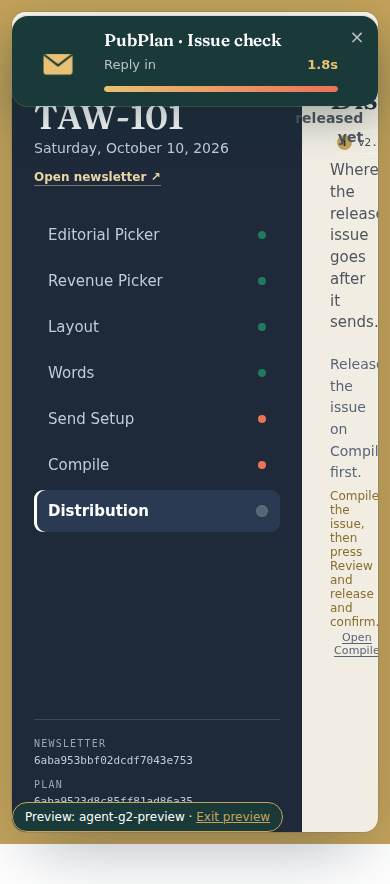 PubPlan · Issue check
×
Reply in
1.8s
TAW-101
Saturday, October 10, 2026
Open newsletter ↗
Editorial Picker
Revenue Picker
Layout
Words
Send Setup
Compile
Distribution
NEWSLETTER
6aba953bbf02dcdf7043e753
PLAN
6aba9523d8c85ff81ad86a35
Preview: agent-g2-preview · Exit preview
released
yet
v2.
Where
the
release
issue
goes
after
it
sends.
Release
the
issue
on
Compil
first.
Compile
the
issue,
then
press
Review
and
release
and
confirm.
Open
Compile